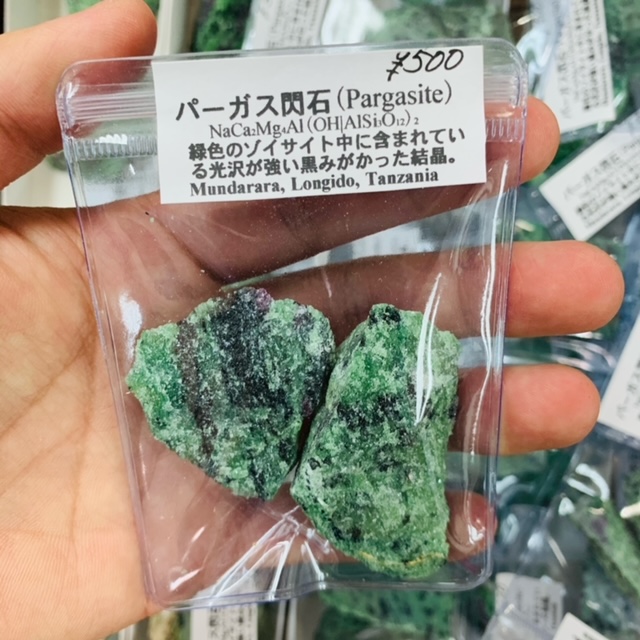 ¥500
パーガス閃石(Pargasite)
NaCa₂Mg₄Al(OH|AlSi₃O₁₂)₂
緑色のゾイサイト中に含まれてい
る光沢が強い黒みがかった結晶。
Mundarara, Longido, Tanzania